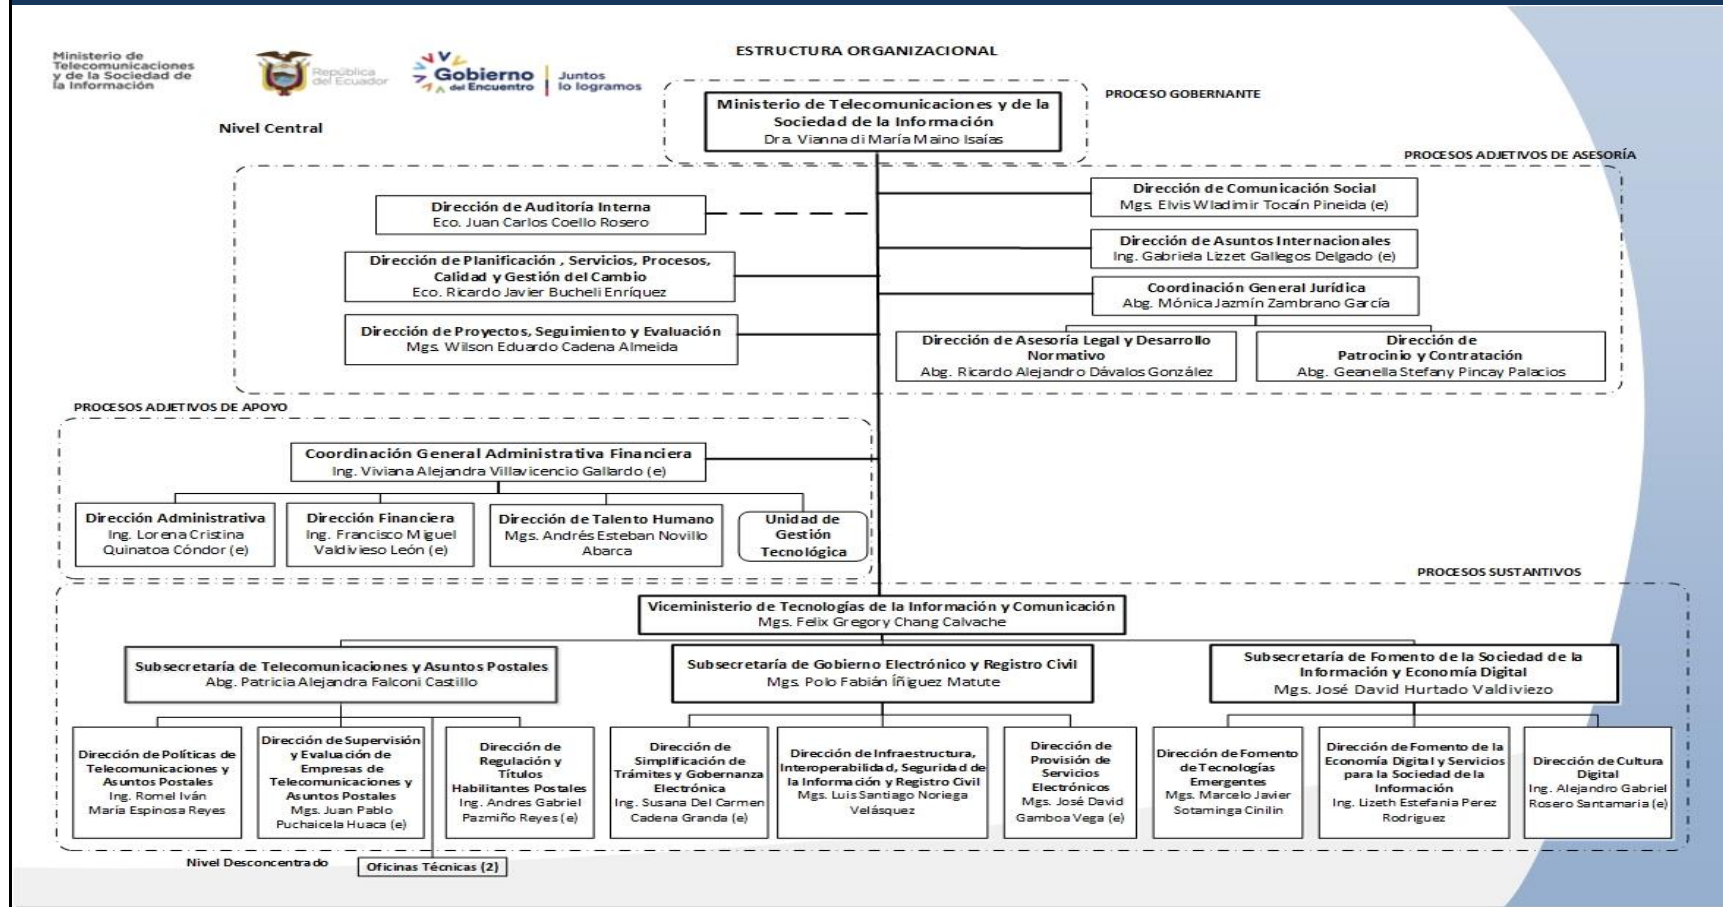 ESTRUCTURA ORGANIZACIONAL
Ministerio de
Telecomunicaciones
y de la Sociedad de
la Información
República
del Ecuador
Gobierno
del Encuentro
Juntos
lo logramos
Nivel Central
PROCESO GOBERNANTE
Ministerio de Telecomunicaciones y de la
Sociedad de la Información
Dra. Vianna di María Maino Isaías
PROCESOS ADJETIVOS DE ASESORÍA
Dirección de Auditoría Interna
Eco. Juan Carlos Coello Rosero
Dirección de Planificación , Servicios, Procesos,
Calidad y Gestión del Cambio
Eco. Ricardo Javier Bucheli Enríquez
Dirección de Proyectos, Seguimiento y Evaluación
Mgs. Wilson Eduardo Cadena Almeida
Dirección de Comunicación Social
Mgs. Elvis Wladimir Tocaín Pineida (e)
Dirección de Asuntos Internacionales
Ing. Gabriela Lizzet Gallegos Delgado (e)
Coordinación General Jurídica
Abg. Mónica Jazmín Zambrano García
Dirección de Asesoría Legal y Desarrollo
Normativo
Abg. Ricardo Alejandro Dávalos González
Dirección de
Patrocinio y Contratación
Abg. Geanella Stefany Pincay Palacios
PROCESOS ADJETIVOS DE APOYO
Coordinación General Administrativa Financiera
Ing. Viviana Alejandra Villavicencio Gallardo (e)
Dirección Administrativa
Ing. Lorena Cristina
Quinatoa Cóndor (e)
Dirección Financiera
Ing. Francisco Miguel
Valdivieso León (e)
Dirección de Talento Humano
Mgs. Andrés Esteban Novillo
Abarca
Unidad de
Gestión
Tecnológica
PROCESOS SUSTANTIVOS
Viceministerio de Tecnologías de la Información y Comunicación
Mgs. Felix Gregory Chang Calvache
Subsecretaría de Telecomunicaciones y Asuntos Postales
Abg. Patricia Alejandra Falconi Castillo
Subsecretaría de Gobierno Electrónico y Registro Civil
Mgs. Polo Fabián Íñiguez Matute
Subsecretaría de Fomento de la Sociedad de la
Información y Economía Digital
Mgs. José David Hurtado Valdiviezo
Dirección de Políticas de
Telecomunicaciones y
Asuntos Postales
Ing. Romel Iván
María Espinosa Reyes
Dirección de Supervisión
y Evaluación de
Empresas de
Telecomunicaciones y
Asuntos Postales
Mgs. Juan Pablo
Puchaicela Huaca (e)
Dirección de
Regulación y
Títulos
Habilitantes Postales
Ing. Andres Gabriel
Pazmiño Reyes (e)
Dirección de
Simplificación de
Trámites y Gobernanza
Electrónica
Ing. Susana Del Carmen
Cadena Granda (e)
Dirección de Infraestructura,
Interoperabilidad, Seguridad de
la Información y Registro Civil
Mgs. Luis Santiago Noriega
Velásquez
Dirección de
Provisión de
Servicios
Electrónicos
Mgs. José David
Gamboa Vega (e)
Dirección de Fomento
de Tecnologías
Emergentes
Mgs. Marcelo Javier
Sotaminga Cinilin
Dirección de Fomento de la
Economía Digital y Servicios
para la Sociedad de la
Información
Ing. Lizeth Estefania Perez
Rodriguez
Dirección de Cultura
Digital
Ing. Alejandro Gabriel
Rosero Santamaria (e)
Nivel Desconcentrado
Oficinas Técnicas (2)